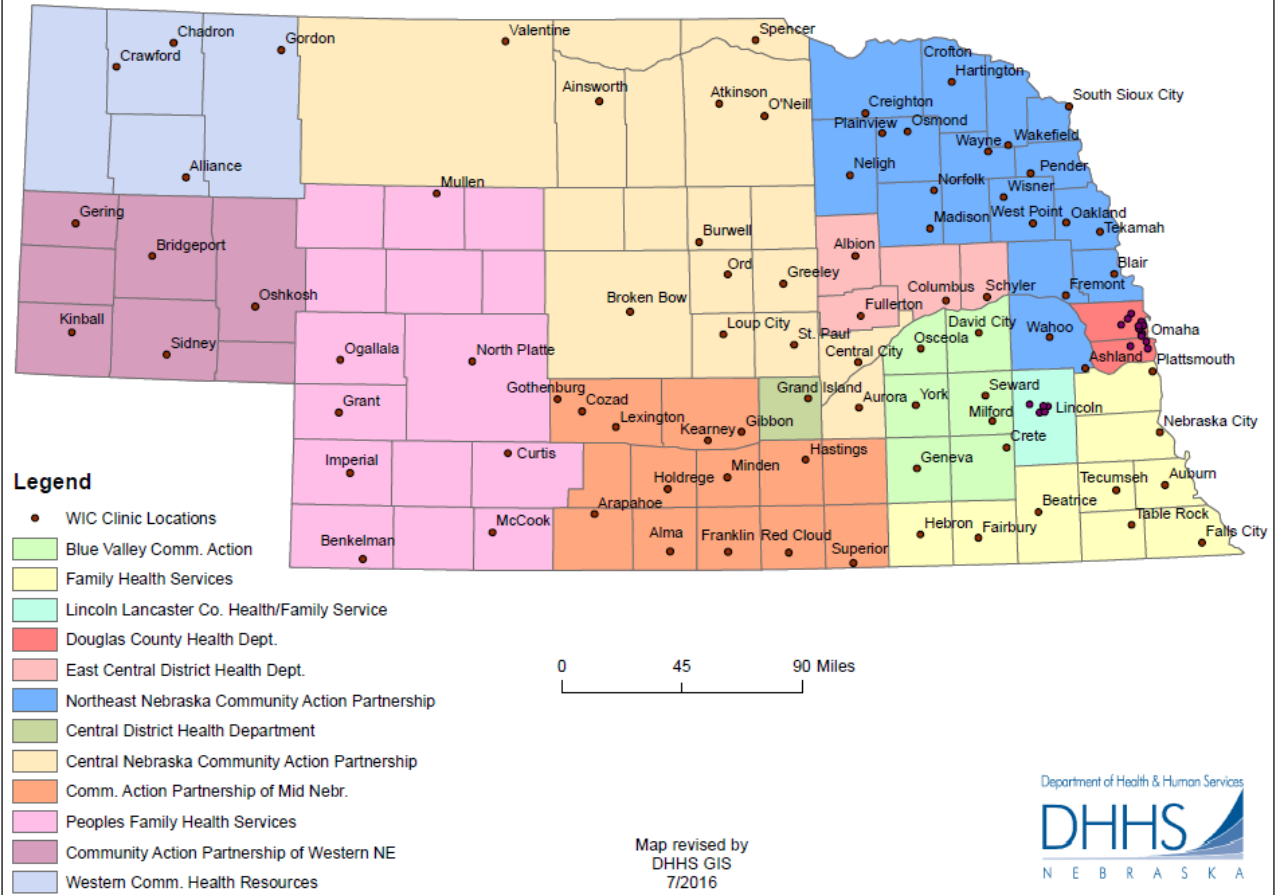 Chadron
Crawford
Gordon
Valentine
Spencer
Ainsworth
Atkinson
O'Neill
Crofton
Hartington
South Sioux City
Creighton
Plainview
Osmond
Wayne
Wakefield
Neligh
Pender
Norfolk
Wisner
Alliance
Mullen
Gering
Bridgeport
Oshkosh
Kinball
Sidney
Madison
West Point
Oakland
Tekamah
Burwell
Albion
Ord
Greeley
Blair
Columbus
Schyler
Fremont
Broken Bow
Fullerton
Loup City
St. Paul
David City
Osceola
Wahoo
Omaha
Ogallala
North Platte
Central City
Ashland
Plattsmouth
Gothenburg
Cozad
Grand Island
Grant
Lexington
Kearney
Gibbon
Aurora
York
Seward
Milford
Lincoln
Nebraska City
Crete
Imperial
Curtis
Holdrege
Minden
Hastings
Geneva
Tecumseh
Auburn
Arapahoe
Beatrice
Table Rock
Benkelman
McCook
Alma
Franklin
Red Cloud
Superior
Hebron
Fairbury
Falls City
Legend
WIC Clinic Locations
Blue Valley Comm. Action
Family Health Services
Lincoln Lancaster Co. Health/Family Service
Douglas County Health Dept.
East Central District Health Dept.
Northeast Nebraska Community Action Partnership
Central District Health Department
Central Nebraska Community Action Partnership
Comm. Action Partnership of Mid Nebr.
Peoples Family Health Services
Community Action Partnership of Western NE
Western Comm. Health Resources
0 45 90 Miles
Map revised by
DHHS GIS
7/2016
Department of Health & Human Services
DHHS
NEBRASKA